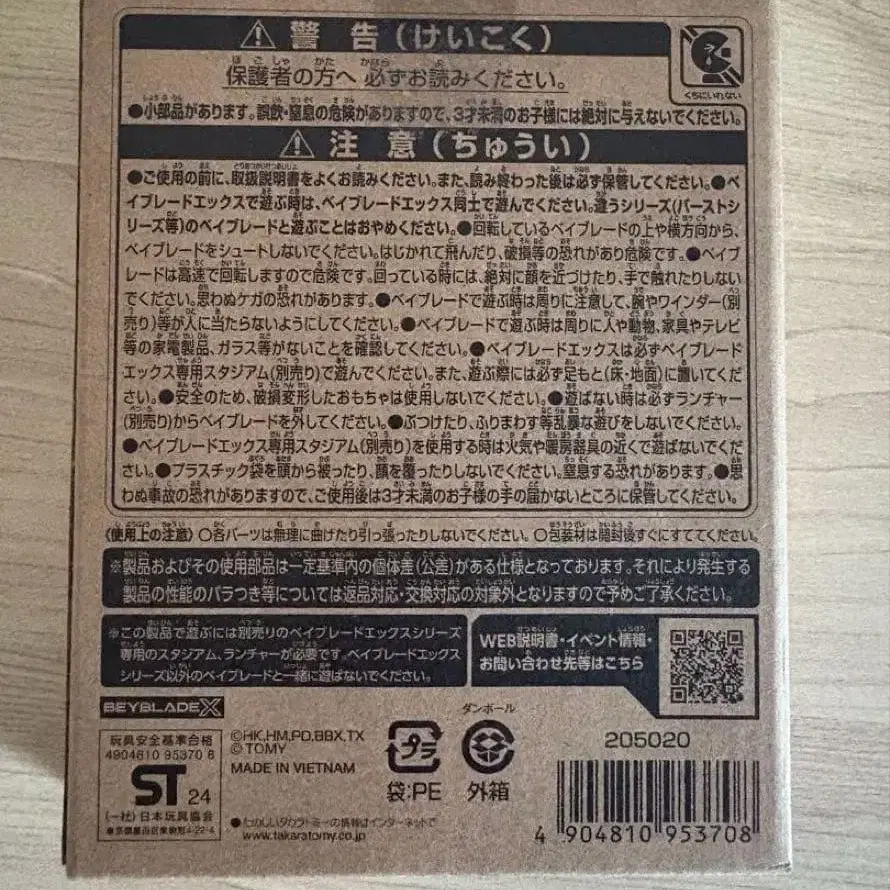 ⚠ 警告(けいこく)
保護者の方へ 必ずお読みください。
くちにいれない
●小部品があります。誤飲・窒息の危険がありますので、3才未満のお子様には絶対に与えないでください。
⚠ 注意(ちゅうい)
●ご使用の前に、取扱説明書をよくお読みください。また、読み終わった後は必ず保管してください。●ベ
イブレードエックスで遊ぶ時は、ベイブレードエックス同士で遊んでください。違うシリーズ(バーストシ
リーズ等)のベイブレードと遊ぶことはおやめください。●回転しているベイブレードの上や横方向から、
ベイブレードをシュートしないでください。はじかれて飛んだり、破損等の恐れがあり危険です。●ベイブ
レードは高速で回転しますので危険です。回っている時には、絶対に顔を近づけたり、手で触れたりしない
でください。思わぬケガの恐れがあります。●ベイブレードで遊ぶ時は周りに注意して、腕やワインダー(別
売り)等が人に当たらないようにしてください。●ベイブレードで遊ぶ時は周りに人や動物、家具やテレビ
等の家電製品、ガラス等がないことを確認してください。●ベイブレードエックスは必ずベイブレード
エックス専用スタジアム(別売り)で遊んでください。また、遊ぶ際には必ず足もと(床・地面)に置いてくだ
さい。●安全のため、破損変形したおもちゃは使用しないでください。●遊ばない時は必ずランチャー
(別売り)からベイブレードを外してください。●ぶつけたり、ふりまわす等乱暴な遊びをしないでください。
●ベイブレードエックス専用スタジアム(別売り)を使用する時は火気や暖房器具の近くで遊ばないでくだ
さい。●プラスチック袋を頭から被ったり、顔を覆ったりしないでください。窒息する恐れがあります。●思
わぬ事故の恐れがありますので、ご使用後は3才未満のお子様の手の届かないところに保管してください。
〈使用上の注意〉 ○各パーツは無理に曲げたり引っ張ったりしないでください。 ○包装材は開封後すぐにすててください。
※製品およびその使用部品は一定基準内の個体差(公差)がある仕様となっております。それにより発生する
製品の性能のバラつき等については返品対応・交換対応の対象外となりますので予めご了承ください。
※この製品で遊ぶには別売りのベイブレードエックスシリーズ
専用のスタジアム、ランチャーが必要です。ベイブレードエックス
シリーズ以外のベイブレードと一緒に遊ばないでください。
WEB説明書・イベント情報・
お問い合わせ先等はこちら
BEYBLADE X
玩具安全基準合格
4904810 95370 8
ST 24
(一社)日本玩具協会
●東京都墨田区東駒形4-22-4
©HK,HM,PD,BBX,TX
© TOMY
MADE IN VIETNAM
●たのしいタカラトミーの情報はインターネットで
www.takaratomy.co.jp
プラ
袋:PE
ダンボール
外箱
205020
4 904810 953708